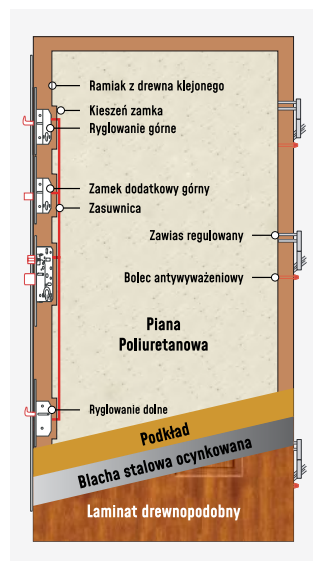 Ramiak z drewna klejonego
Kieszeń zamka
Ryglowanie górne
Zamek dodatkowy górny
Zasuwnica
Zawias regulowany
Bolec antywyważeniowy
Piana
Poliuretanowa
Ryglowanie dolne
Podkład
Blacha stalowa ocynkowana
Laminat drewnopodobny